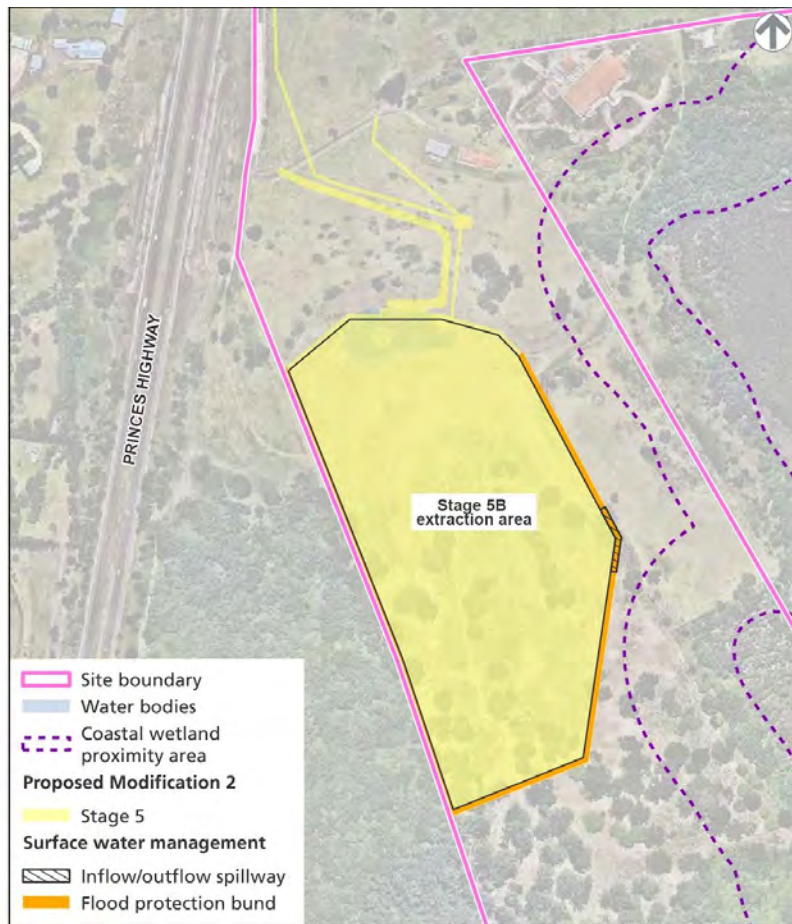 PRINCES HIGHWAY
Stage 5B
extraction area
Site boundary
Water bodies
Coastal wetland
proximity area
Proposed Modification 2
Stage 5
Surface water management
Inflow/outflow spillway
Flood protection bund